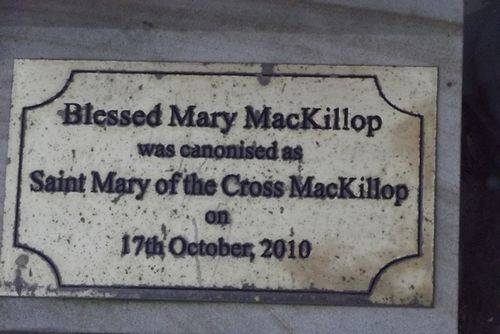 Blessed Mary MacKillop
was canonised as
Saint Mary of the Cross MacKillop
on
17th October, 2010